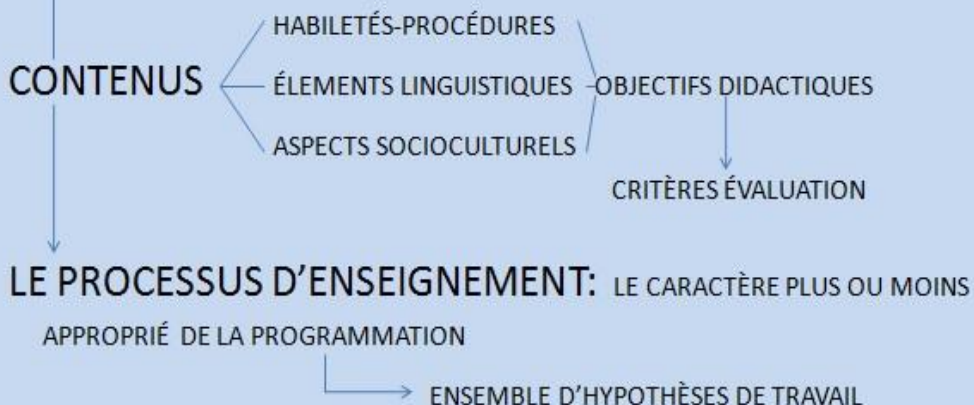 HABILETÉS-PROCÉDURES
CONTENUS
ÉLEMENTS LINGUISTIQUES
OBJECTIFS DIDACTIQUES
ASPECTS SOCIOCULTURELS
CRITÈRES ÉVALUATION
LE PROCESSUS D'ENSEIGNEMENT: LE CARACTÈRE PLUS OU MOINS
APPROPRIÉ DE LA PROGRAMMATION
ENSEMBLE D'HYPOTHÈSES DE TRAVAIL